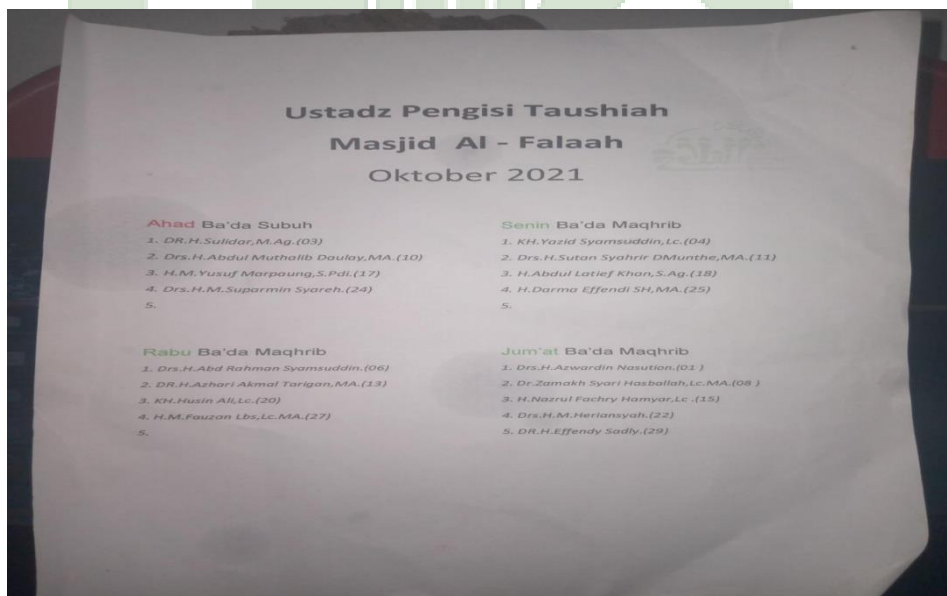 Ustadz Pengisi Taushiah
Masjid Al - Falaah
Oktober 2021
Ahad Ba'da Subuh
1. DR.H.Sulidar,M.Ag.(03)
2. Drs.H.Abdul Muthalib Daulay,MA.(10)
3. H.M.Yusuf Marpaung,S.Pdi.(17)
4. Drs.H.M.Suparmin Syareh.(24)
5.
Senin Ba'da Maqhrib
1. KH.Yazid Syamsuddin,Lc.(04)
2. Drs.H.Sutan Syahrir DMunthe,MA.(11)
3. H.Abdul Latief Khan,S.Ag.(18)
4. H.Darma Effendi SH,MA.(25)
5.
Rabu Ba'da Maqhrib
1. Drs.H.Abd Rahman Syamsuddin.(06)
2. DR.H.Azhari Akmal Tarigan,MA.(13)
3. KH.Husin Ali,Lc.(20)
4. H.M.Fauzan Lbs,Lc.MA.(27)
5.
Jum'at Ba'da Maqhrib
1. Drs.H.Azwardin Nasution.(01 )
2. Dr.Zamakh Syari Hasballah,Lc.MA.(08 )
3. H.Nazrul Fachry Hamyar,Lc .(15)
4. Drs.H.M.Heriansyah.(22)
5. DR.H.Effendy Sadly.(29)